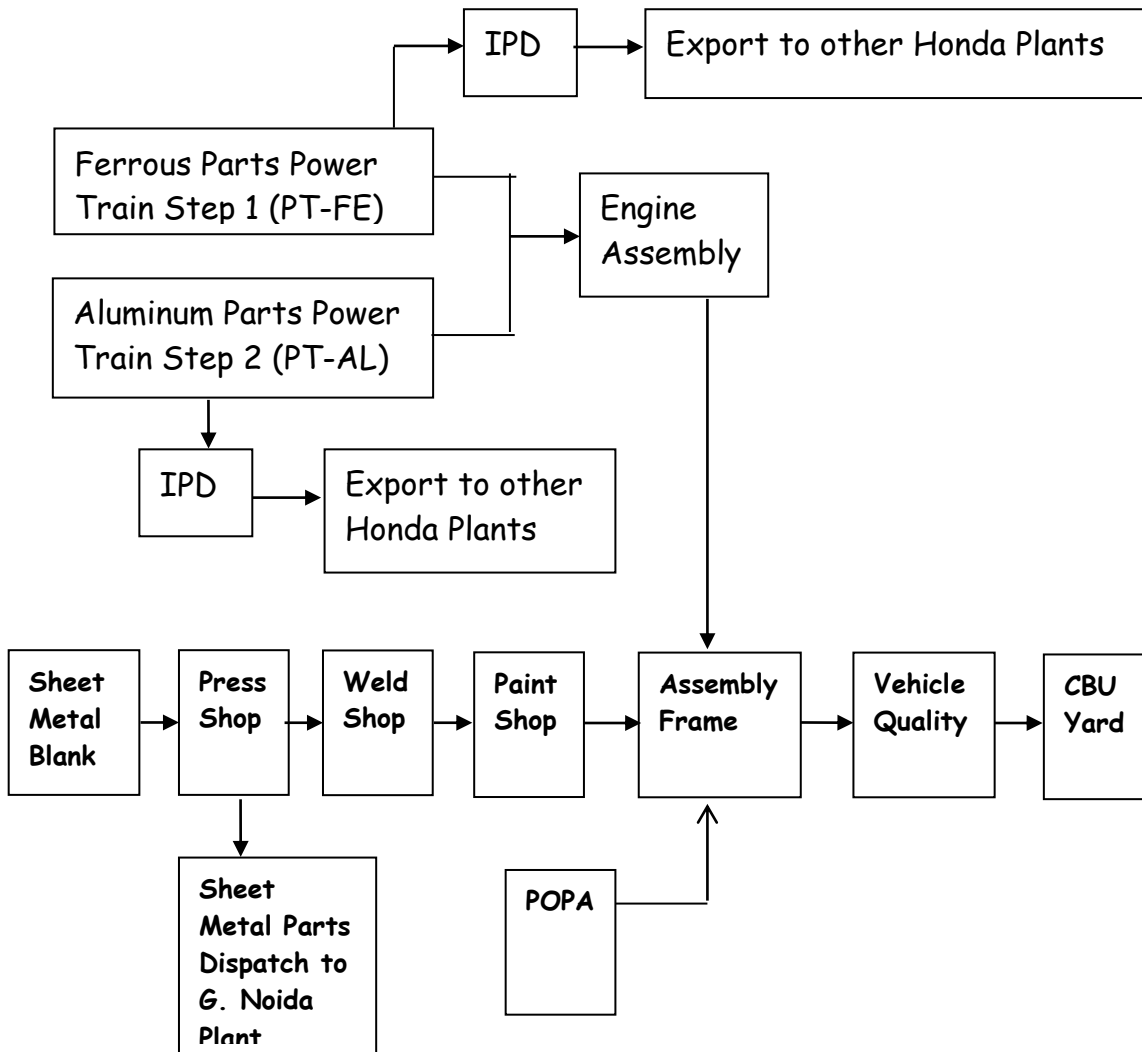 IPD
Export to other Honda Plants
Ferrous Parts Power
Train Step 1 (PT-FE)
Engine
Assembly
Aluminum Parts Power
Train Step 2 (PT-AL)
IPD
Export to other
Honda Plants
Sheet
Metal
Blank
Press
Shop
Weld
Shop
Paint
Shop
Assembly
Frame
Vehicle
Quality
CBU
Yard
Sheet
Metal Parts
Dispatch to
G. Noida
Plant
POPA